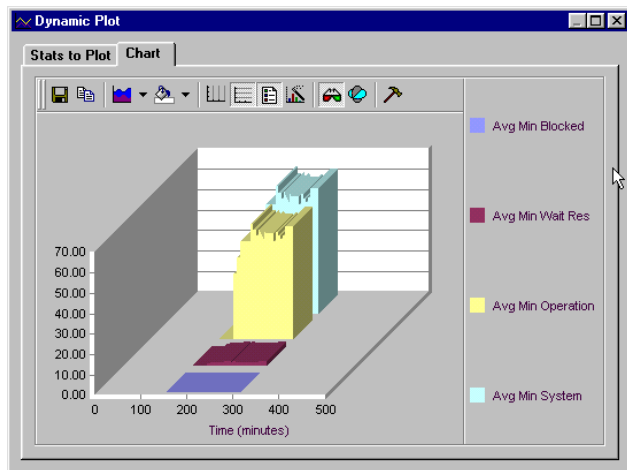 Dynamic Plot
Stats to Plot
Chart
70.00
60.00
50.00
40.00
30.00
20.00
10.00
0.00
0
100
200
300
400
500
Time (minutes)
Avg Min Blocked
Avg Min Wait Res
Avg Min Operation
Avg Min System